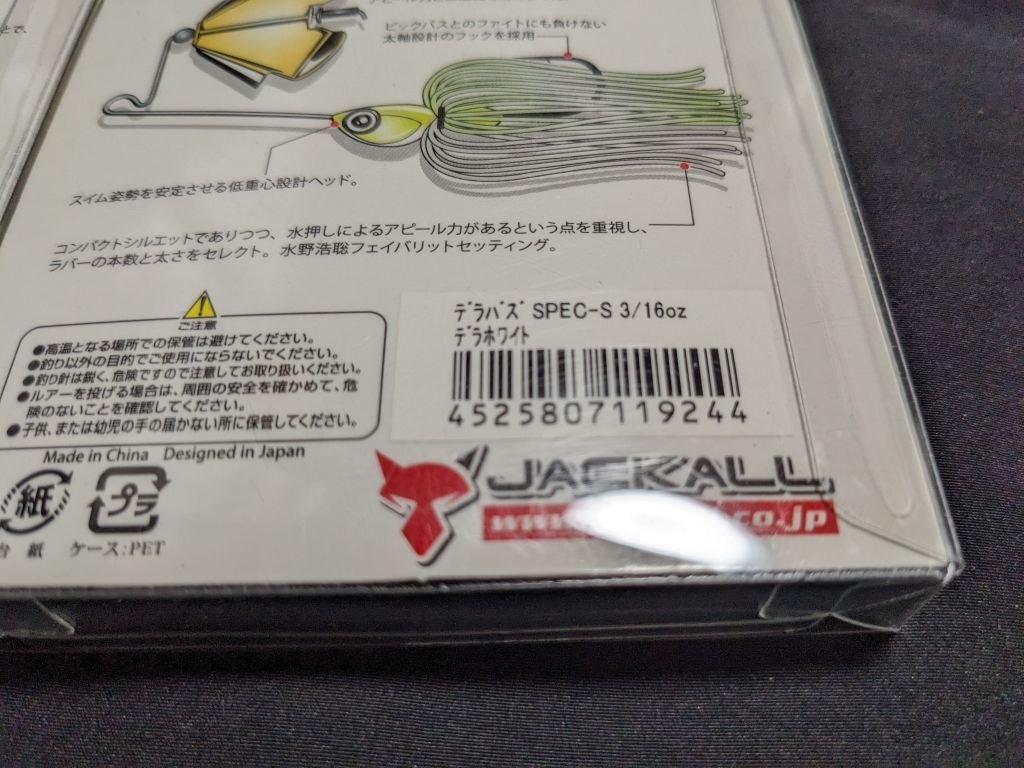 とで、
ビックバスとのファイトにも負けない
太軸設計のフックを採用
スイム姿勢を安定させる低重心設計ヘッド。
コンパクトシルエットでありつつ、水押しによるアピール力があるという点を重視し、
ラバーの本数と太さをセレクト。水野浩聡フェイバリットセッティング。
ご注意
●高温となる場所での保管は避けてください。
●釣り以外の目的でご使用にならないでください。
●釣り針は鋭く、危険ですので注意してお取り扱いください。
●ルアーを投げる場合は、周囲の安全を確かめて、危
険のないことを確認してください。
●子供、または幼児の手の届かない所に保管してください。
Made in China Designed in Japan
紙
プラ
台紙 ケース:PET
デラバズ SPEC-S 3/16oz
デラホワイト
4525807119244
JACKALL
.co.jp